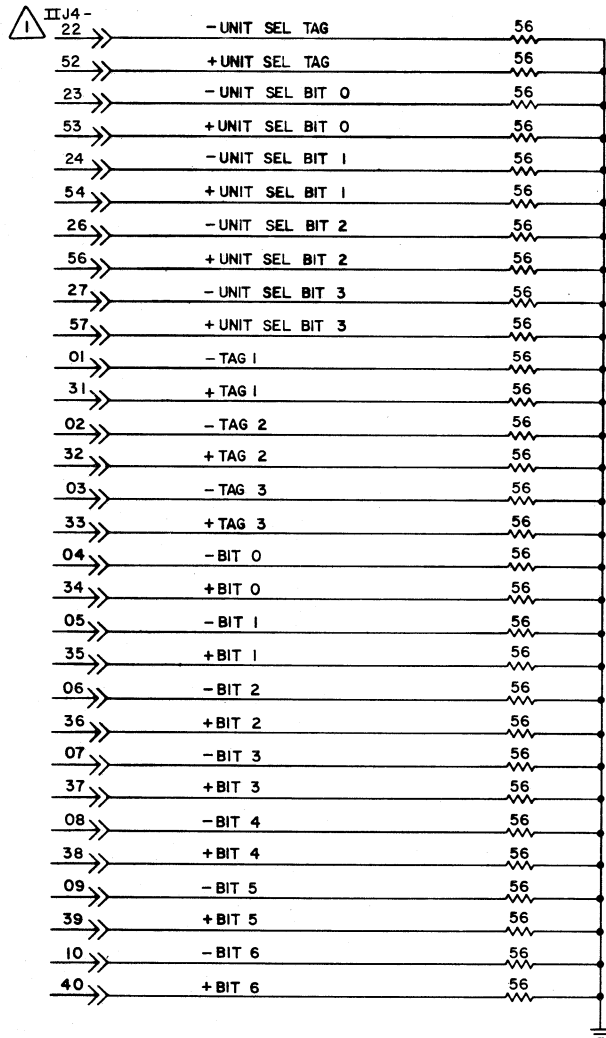 1 IIJ4-
22 -UNIT SEL TAG 56
52 +UNIT SEL TAG 56
23 -UNIT SEL BIT 0 56
53 +UNIT SEL BIT 0 56
24 -UNIT SEL BIT 1 56
54 +UNIT SEL BIT 1 56
26 -UNIT SEL BIT 2 56
56 +UNIT SEL BIT 2 56
27 -UNIT SEL BIT 3 56
57 +UNIT SEL BIT 3 56
01 -TAG 1 56
31 +TAG 1 56
02 -TAG 2 56
32 +TAG 2 56
03 -TAG 3 56
33 +TAG 3 56
04 -BIT 0 56
34 +BIT 0 56
05 -BIT 1 56
35 +BIT 1 56
06 -BIT 2 56
36 +BIT 2 56
07 -BIT 3 56
37 +BIT 3 56
08 -BIT 4 56
38 +BIT 4 56
09 -BIT 5 56
39 +BIT 5 56
10 -BIT 6 56
40 +BIT 6 56